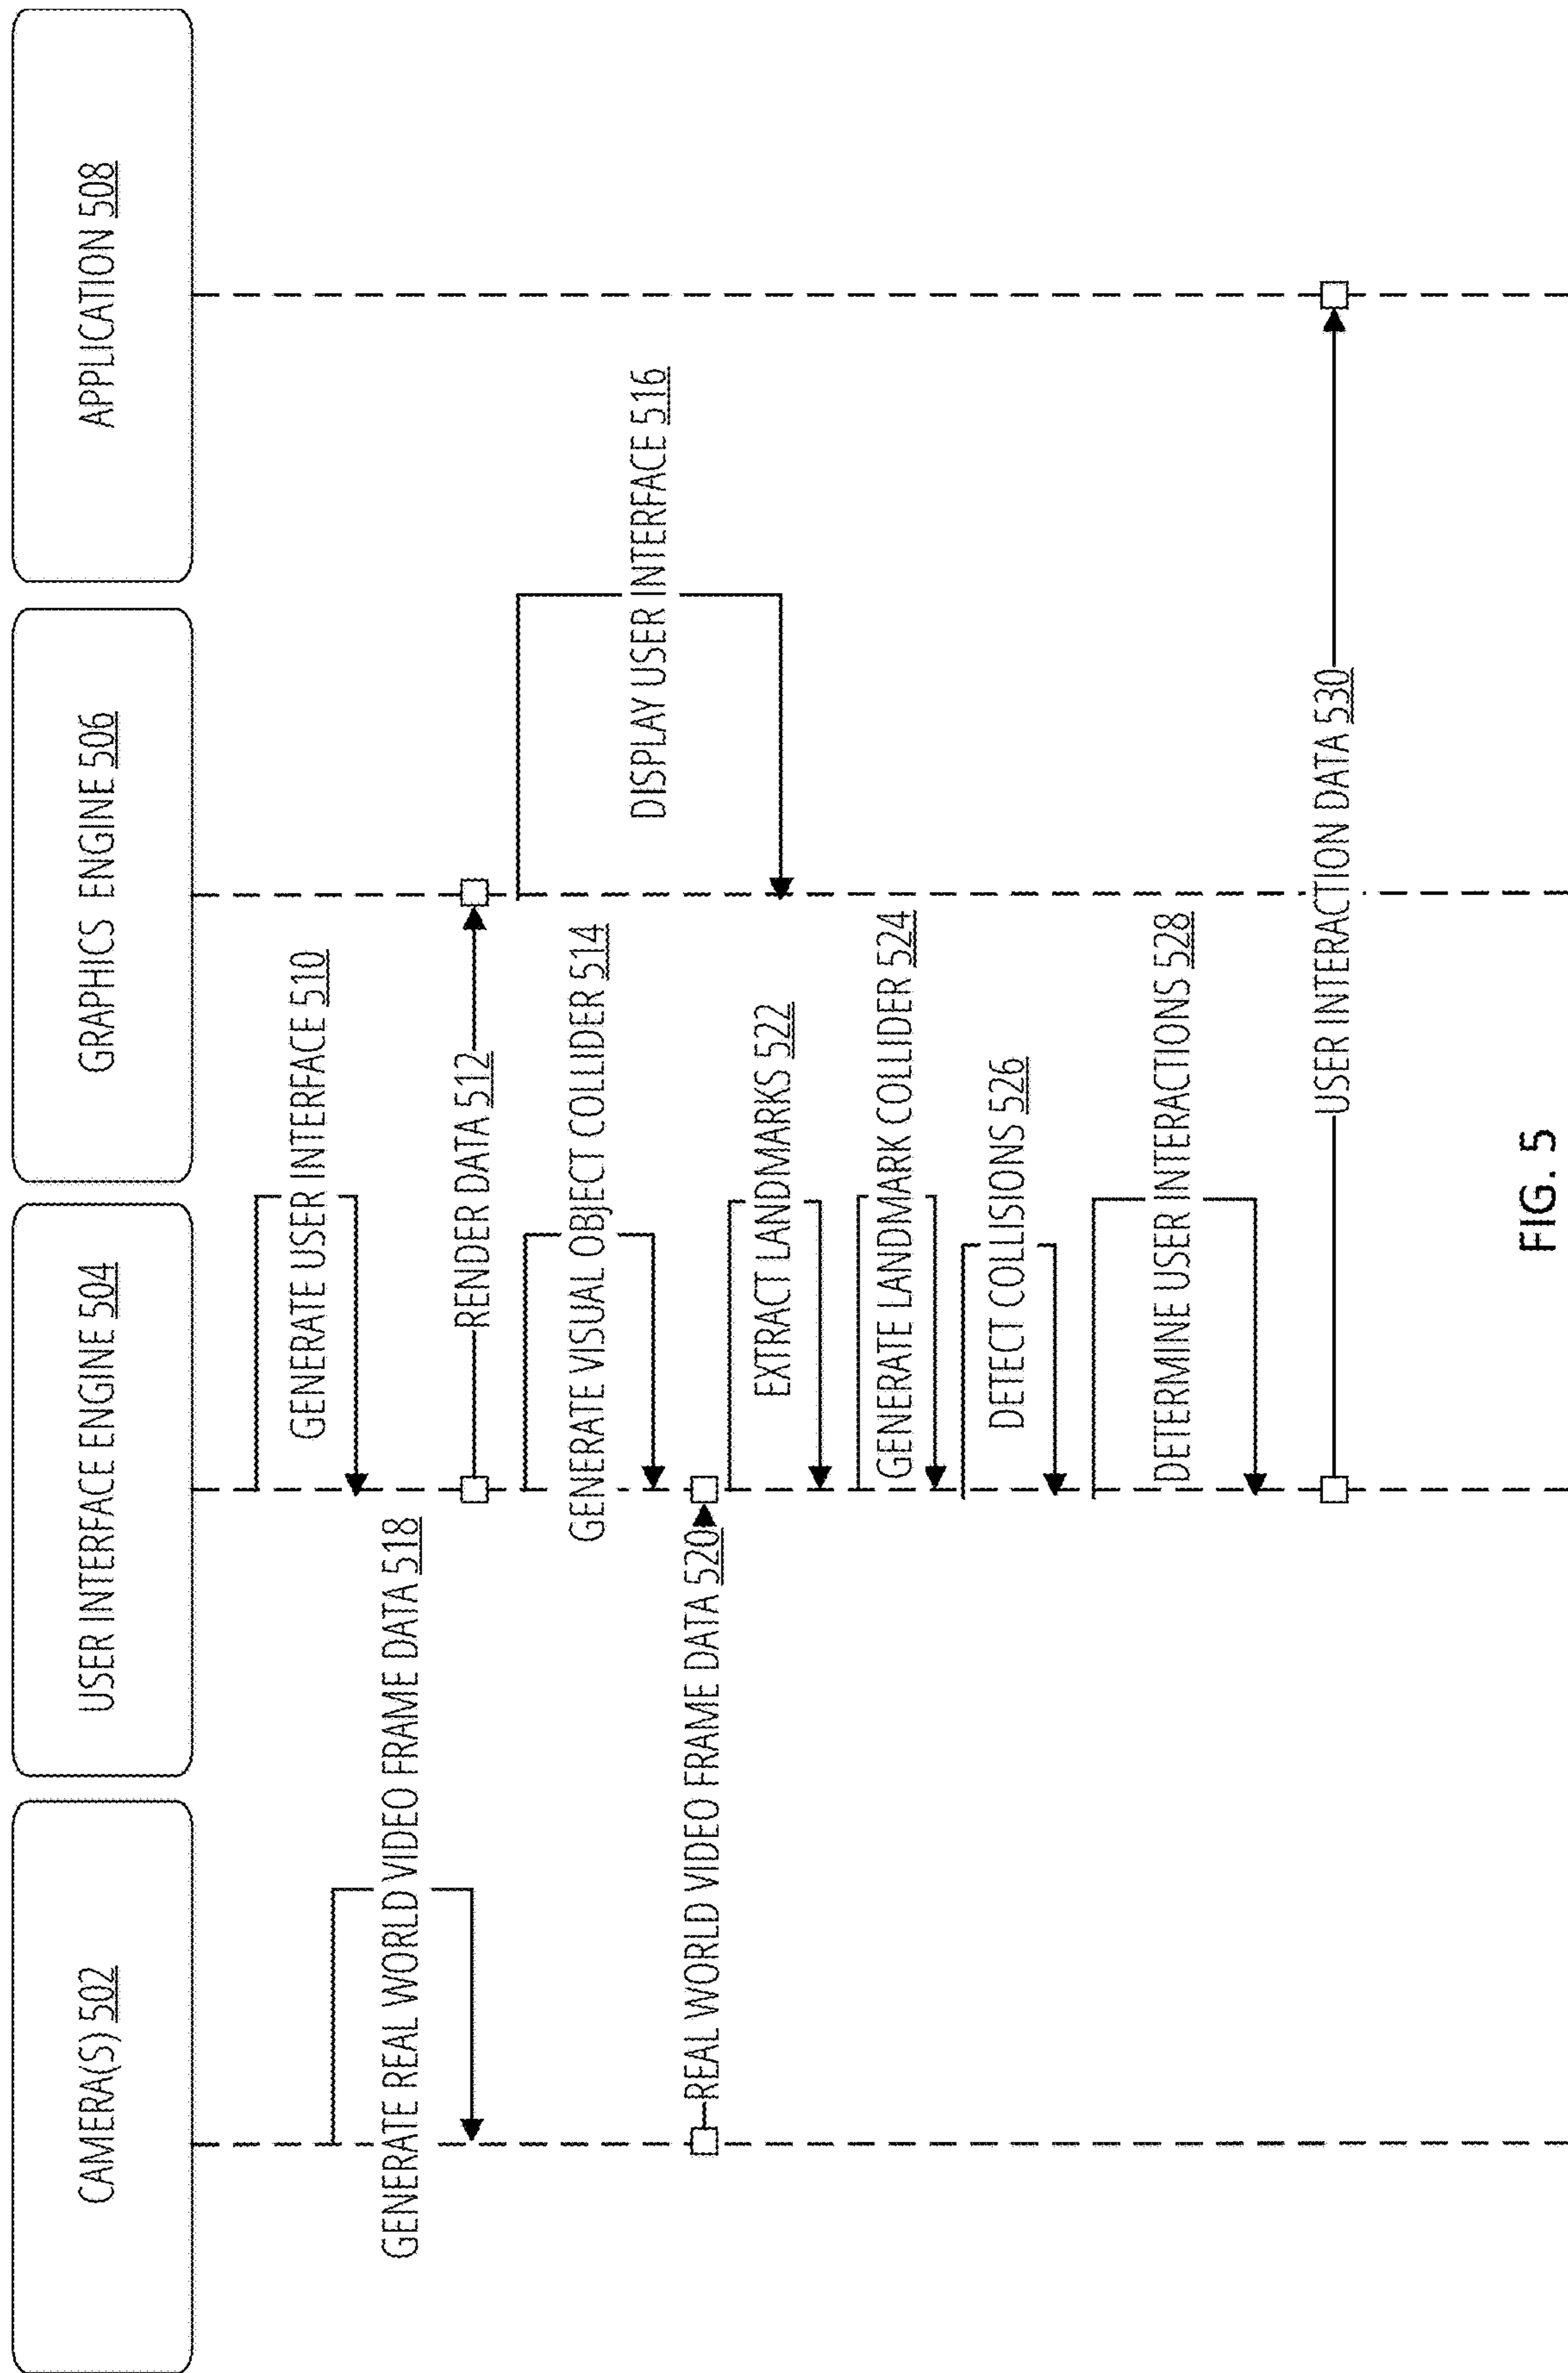 CAMERA(S) 502
USER INTERFACE ENGINE 504
GRAPHICS ENGINE 506
APPLICATION 508
GENERATE USER INTERFACE 510
GENERATE REAL WORLD VIDEO FRAME DATA 518
RENDER DATA 512
GENERATE VISUAL OBJECT COLLIDER 514
DISPLAY USER INTERFACE 516
REAL WORLD VIDEO FRAME DATA 520
EXTRACT LANDMARKS 522
GENERATE LANDMARK COLLIDER 524
DETECT COLLISIONS 526
DETERMINE USER INTERACTIONS 528
USER INTERACTION DATA 530
FIG. 5